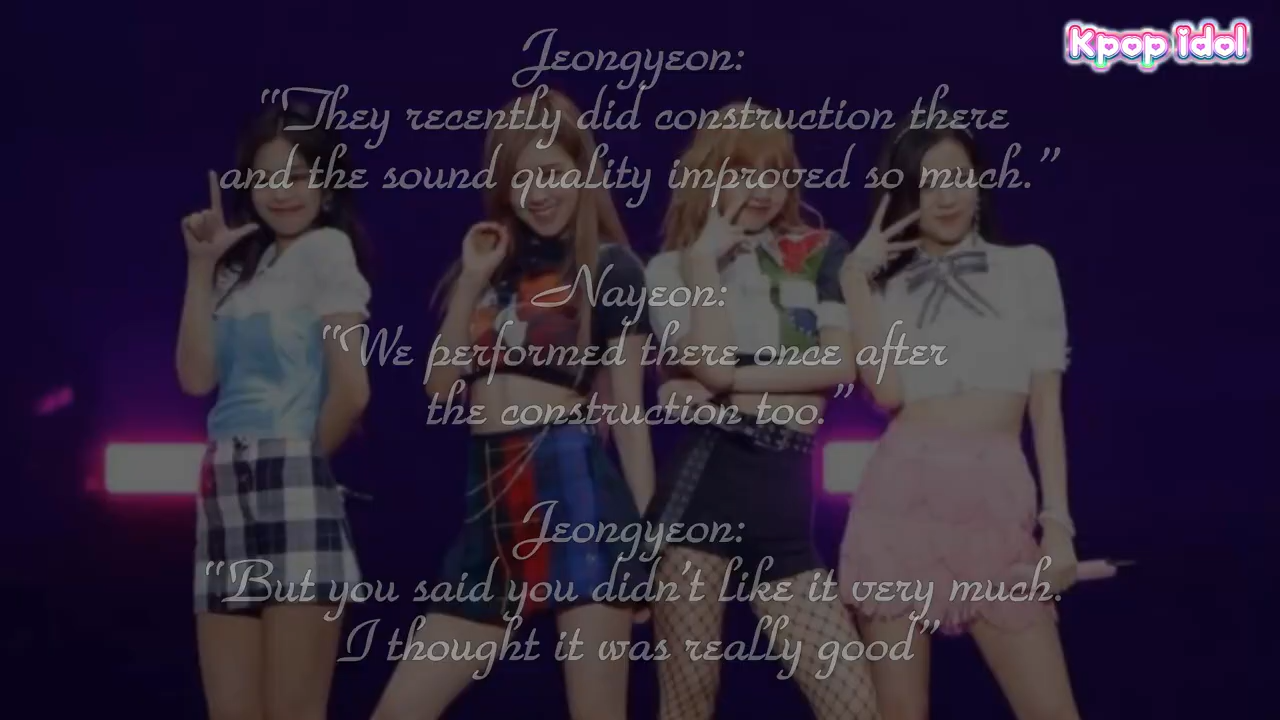 Kpop idol
Jeongyeon:
"They recently did construction there
and the sound quality improved so much."
Nayeon:
"We performed there once after
the construction too."
Jeongyeon:
"But you said you didn't like it very much.
I thought it was really good"